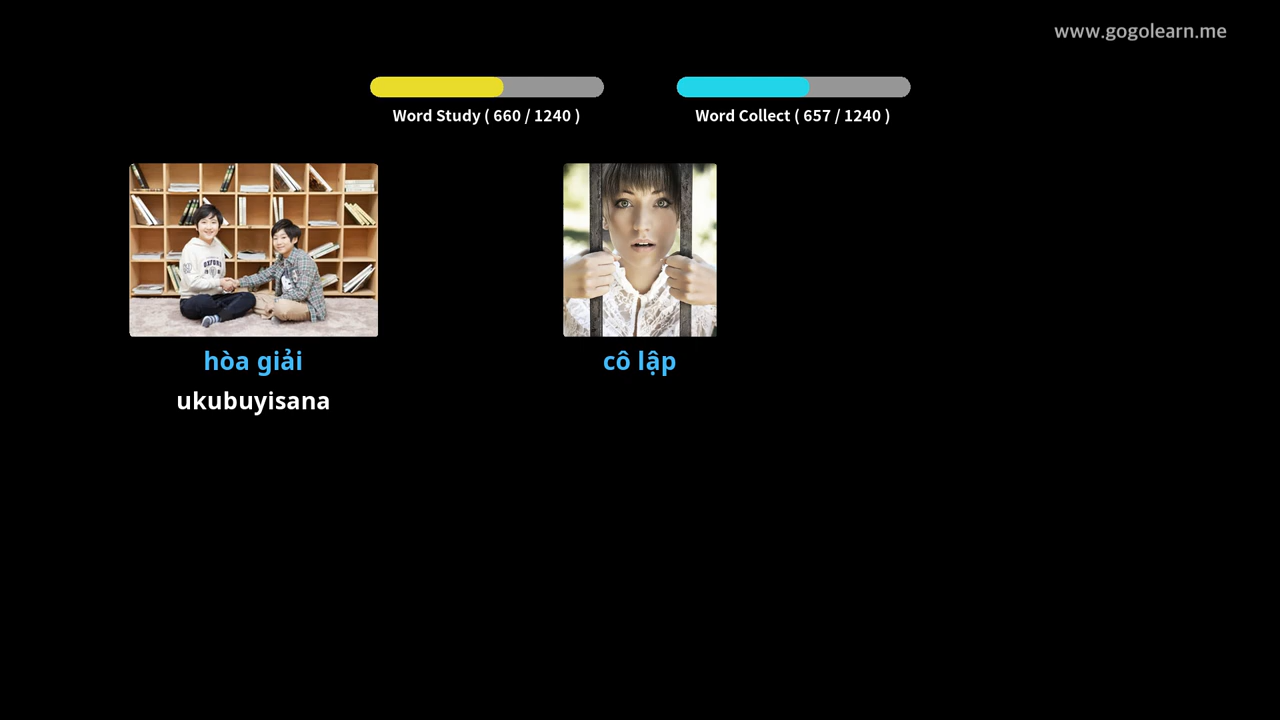 www.gogolearn.me
Word Study ( 660 / 1240 )
Word Collect ( 657 / 1240 )
hòa giải
ukubuyisana
cô lập